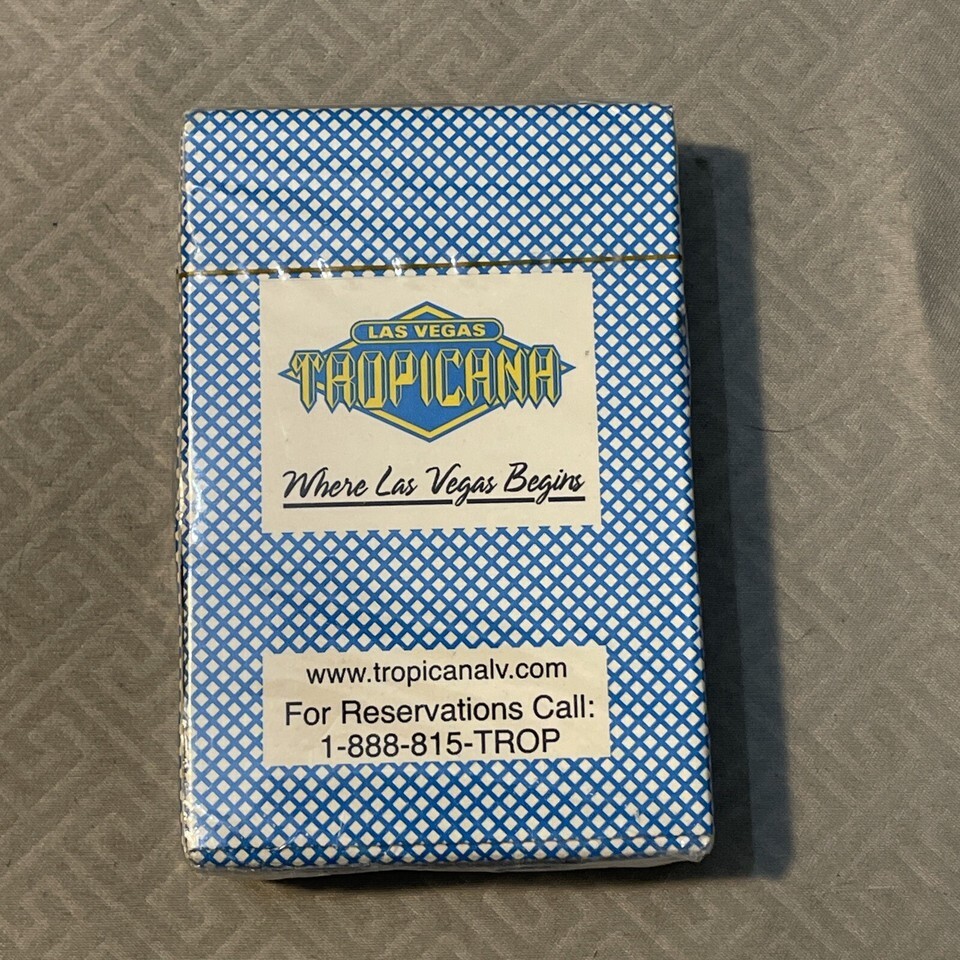 LAS VEGAS
TROPICANA
Where Las Vegas Begins
www.tropicanalv.com
For Reservations Call:
1-888-815-TROP